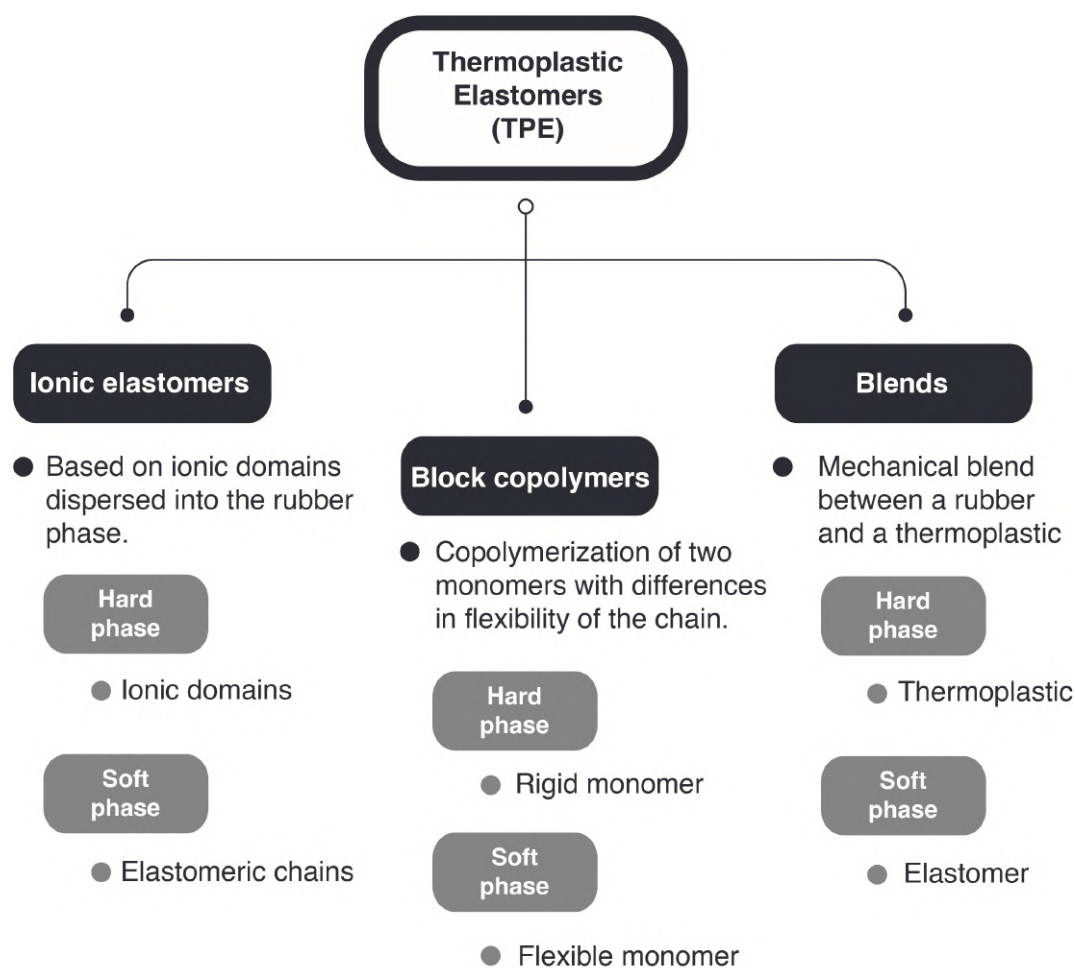 Thermoplastic
Elastomers
(TPE)
Ionic elastomers
Based on ionic domains
dispersed into the rubber
phase.
Hard
phase
Ionic domains
Soft
phase
Elastomeric chains
Block copolymers
Copolymerization of two
monomers with differences
in flexibility of the chain.
Hard
phase
Rigid monomer
Soft
phase
Flexible monomer
Blends
Mechanical blend
between a rubber
and a thermoplastic
Hard
phase
Thermoplastic
Soft
phase
Elastomer